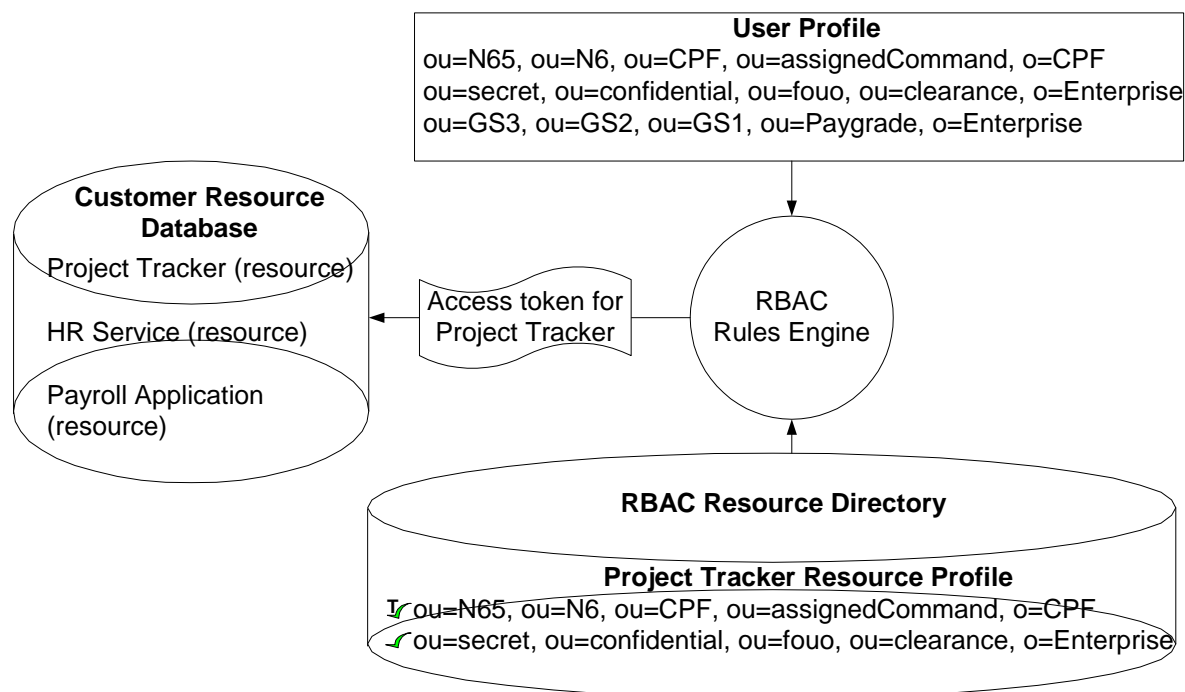 User Profile
ou=N65, ou=N6, ou=CPF, ou=assignedCommand, o=CPF
ou=secret, ou=confidential, ou=fouo, ou=clearance, o=Enterprise
ou=GS3, ou=GS2, ou=GS1, ou=Paygrade, o=Enterprise
Customer Resource
Database
Project Tracker (resource)
HR Service (resource)
Payroll Application
(resource)
Access token for
Project Tracker
RBAC
Rules Engine
RBAC Resource Directory
Project Tracker Resource Profile
T ou=N65, ou=N6, ou=CPF, ou=assignedCommand, o=CPF
ou=secret, ou=confidential, ou=fouo, ou=clearance, o=Enterprise